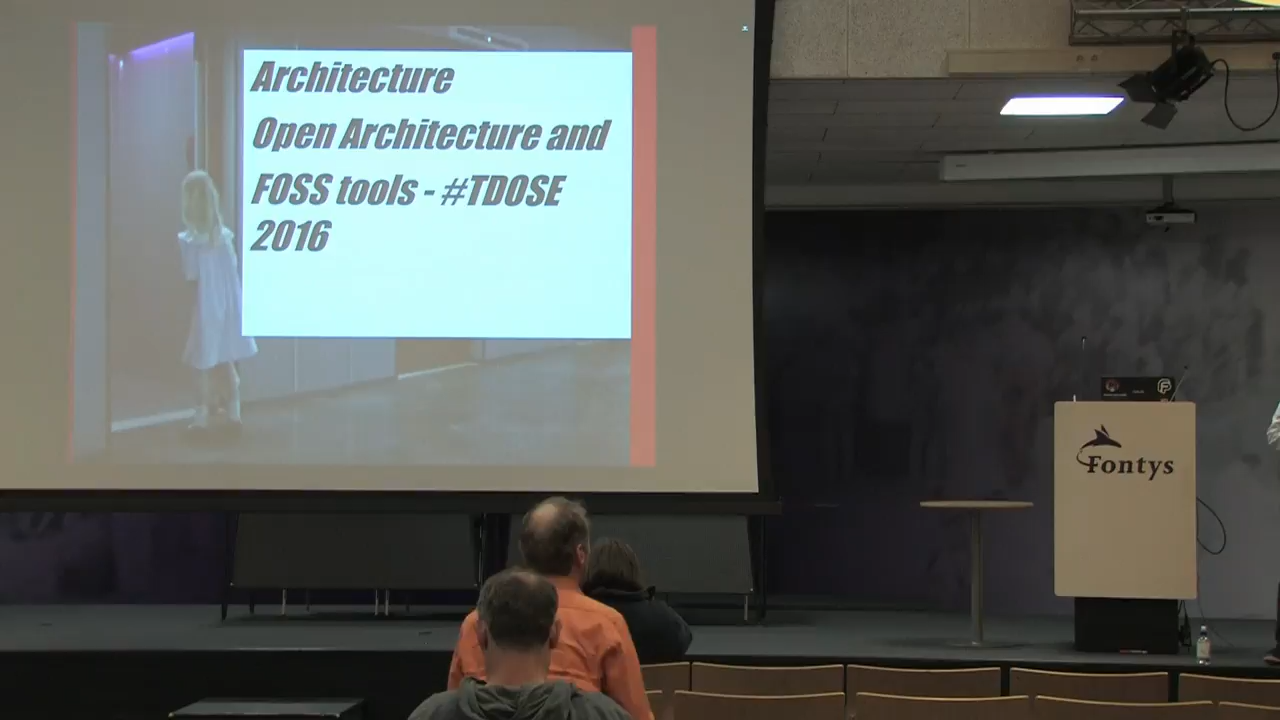 Architecture
Open Architecture and
FOSS tools - #TDOSE
2016
Fontys